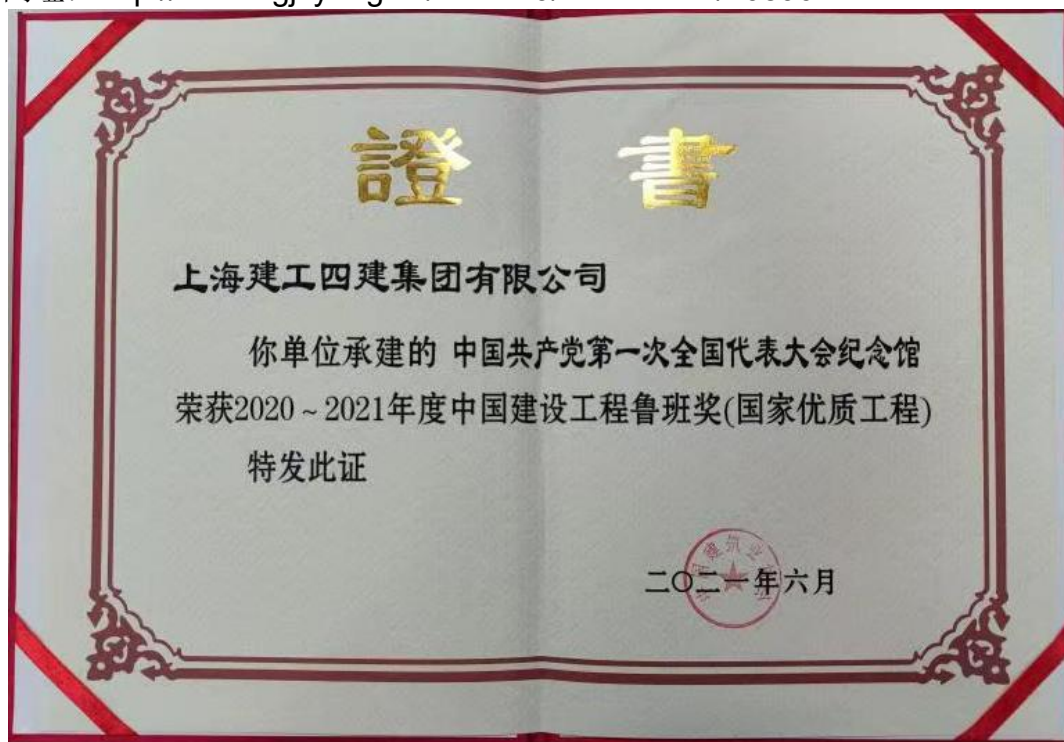 證 書
上海建工四建集团有限公司
你单位承建的 中国共产党第一次全国代表大会纪念馆
荣获2020~2021年度中国建设工程鲁班奖(国家优质工程)
特发此证
二〇二一年六月